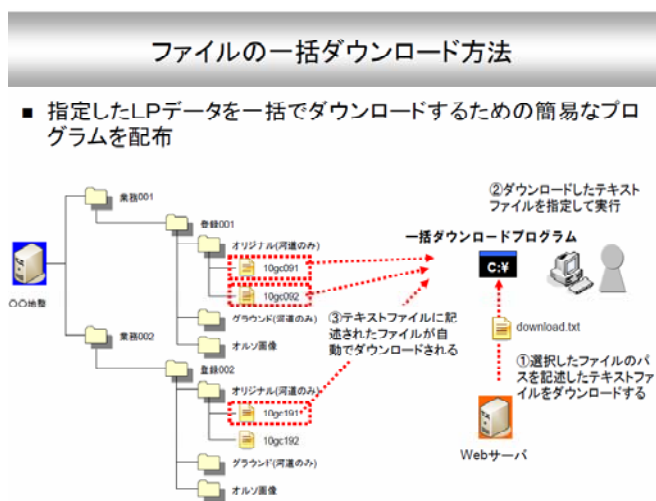 ファイルの一括ダウンロード方法
■ 指定したLPデータを一括でダウンロードするための簡易なプロ
グラムを配布
業務001
登録001
オリジナル(河道のみ)
10gc091
10gc092
グラウンド(河道のみ)
オルソ画像
〇〇地整
業務002
登録002
オリジナル(河道のみ)
10gc191
10gc192
グラウンド(河道のみ)
オルソ画像
②ダウンロードしたテキスト
ファイルを指定して実行
一括ダウンロードプログラム
C:¥
③テキストファイルに記
述されたファイルが自
動でダウンロードされる
download.txt
①選択したファイルのパ
スを記述したテキストファ
イルをダウンロードする
Webサーバ